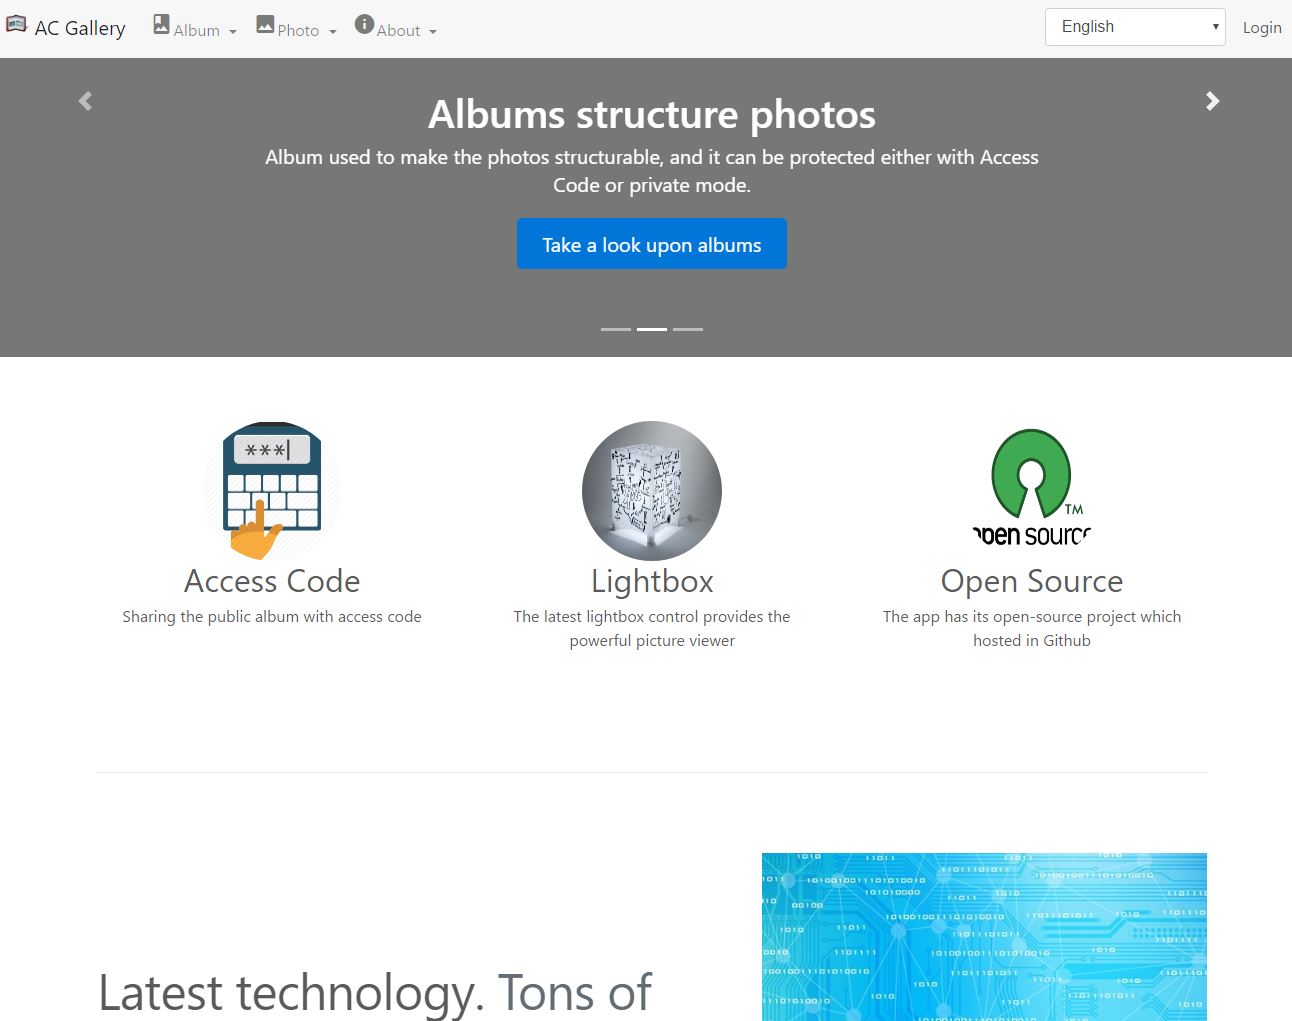 AC Gallery
Album
Photo
About
English
Login
Albums structure photos
Album used to make the photos structurable, and it can be protected either with Access
Code or private mode.
Take a look upon albums
***
TM
open source
Access Code
Lightbox
Open Source
Sharing the public album with access code
The latest lightbox control provides the
powerful picture viewer
The app has its open-source project which
hosted in Github
Latest technology. Tons of